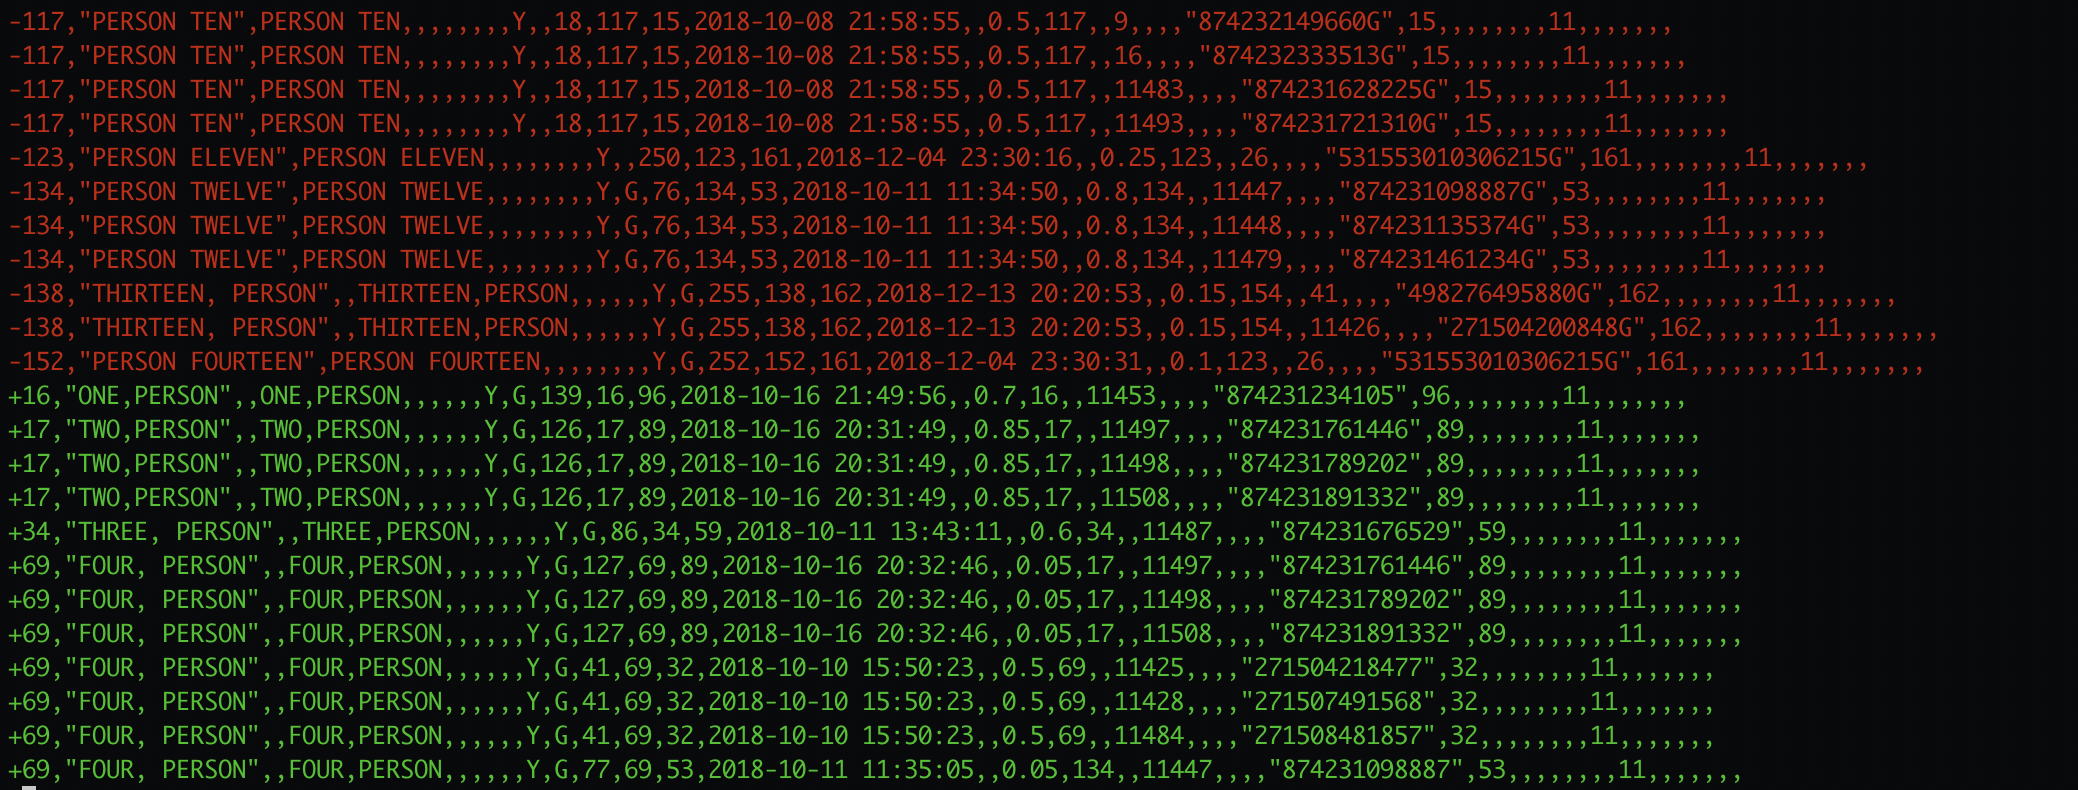 -117,"PERSON TEN",PERSON TEN,,,,,,,,Y,,18,117,15,2018-10-08 21:58:55,,0.5,117,,9,,,,"874232149660G",15,,,,,,,,11,,,,,,,
-117,"PERSON TEN",PERSON TEN,,,,,,,,Y,,18,117,15,2018-10-08 21:58:55,,0.5,117,,16,,,,"874232333513G",15,,,,,,,,11,,,,,,,
-117,"PERSON TEN",PERSON TEN,,,,,,,,Y,,18,117,15,2018-10-08 21:58:55,,0.5,117,,11483,,,,"874231628225G",15,,,,,,,,11,,,,,,,
-117,"PERSON TEN",PERSON TEN,,,,,,,,Y,,18,117,15,2018-10-08 21:58:55,,0.5,117,,11493,,,,"874231721310G",15,,,,,,,,11,,,,,,,
-123,"PERSON ELEVEN",PERSON ELEVEN,,,,,,,,Y,,250,123,161,2018-12-04 23:30:16,,0.25,123,,26,,,,"531553010306215G",161,,,,,,,,11,,,,,,,
-134,"PERSON TWELVE",PERSON TWELVE,,,,,,,,Y,G,76,134,53,2018-10-11 11:34:50,,0.8,134,,11447,,,,"874231098887G",53,,,,,,,,11,,,,,,,
-134,"PERSON TWELVE",PERSON TWELVE,,,,,,,,Y,G,76,134,53,2018-10-11 11:34:50,,0.8,134,,11448,,,,"874231135374G",53,,,,,,,,11,,,,,,,
-134,"PERSON TWELVE",PERSON TWELVE,,,,,,,,Y,G,76,134,53,2018-10-11 11:34:50,,0.8,134,,11479,,,,"874231461234G",53,,,,,,,,11,,,,,,,
-138,"THIRTEEN, PERSON",,THIRTEEN,PERSON,,,,,,Y,G,255,138,162,2018-12-13 20:20:53,,0.15,154,,41,,,,"498276495880G",162,,,,,,,,11,,,,,,,
-138,"THIRTEEN, PERSON",,THIRTEEN,PERSON,,,,,,Y,G,255,138,162,2018-12-13 20:20:53,,0.15,154,,11426,,,,"271504200848G",162,,,,,,,,11,,,,,,,
-152,"PERSON FOURTEEN",PERSON FOURTEEN,,,,,,,,Y,G,252,152,161,2018-12-04 23:30:31,,0.1,123,,26,,,,"531553010306215G",161,,,,,,,,11,,,,,,,
+16,"ONE,PERSON",,ONE,PERSON,,,,,,Y,G,139,16,96,2018-10-16 21:49:56,,0.7,16,,11453,,,,"874231234105",96,,,,,,,,11,,,,,,,
+17,"TWO,PERSON",,TWO,PERSON,,,,,,Y,G,126,17,89,2018-10-16 20:31:49,,0.85,17,,11497,,,,"874231761446",89,,,,,,,,11,,,,,,,
+17,"TWO,PERSON",,TWO,PERSON,,,,,,Y,G,126,17,89,2018-10-16 20:31:49,,0.85,17,,11498,,,,"874231789202",89,,,,,,,,11,,,,,,,
+17,"TWO,PERSON",,TWO,PERSON,,,,,,Y,G,126,17,89,2018-10-16 20:31:49,,0.85,17,,11508,,,,"874231891332",89,,,,,,,,11,,,,,,,
+34,"THREE, PERSON",,THREE,PERSON,,,,,,Y,G,86,34,59,2018-10-11 13:43:11,,0.6,34,,11487,,,,"874231676529",59,,,,,,,,11,,,,,,,
+69,"FOUR, PERSON",,FOUR,PERSON,,,,,,Y,G,127,69,89,2018-10-16 20:32:46,,0.05,17,,11497,,,,"874231761446",89,,,,,,,,11,,,,,,,
+69,"FOUR, PERSON",,FOUR,PERSON,,,,,,Y,G,127,69,89,2018-10-16 20:32:46,,0.05,17,,11498,,,,"874231789202",89,,,,,,,,11,,,,,,,
+69,"FOUR, PERSON",,FOUR,PERSON,,,,,,Y,G,127,69,89,2018-10-16 20:32:46,,0.05,17,,11508,,,,"874231891332",89,,,,,,,,11,,,,,,,
+69,"FOUR, PERSON",,FOUR,PERSON,,,,,,Y,G,41,69,32,2018-10-10 15:50:23,,0.5,69,,11425,,,,"271504218477",32,,,,,,,,11,,,,,,,
+69,"FOUR, PERSON",,FOUR,PERSON,,,,,,Y,G,41,69,32,2018-10-10 15:50:23,,0.5,69,,11428,,,,"271507491568",32,,,,,,,,11,,,,,,,
+69,"FOUR, PERSON",,FOUR,PERSON,,,,,,Y,G,41,69,32,2018-10-10 15:50:23,,0.5,69,,11484,,,,"271508481857",32,,,,,,,,11,,,,,,,
+69,"FOUR, PERSON",,FOUR,PERSON,,,,,,Y,G,77,69,53,2018-10-11 11:35:05,,0.05,134,,11447,,,,"874231098887",53,,,,,,,,11,,,,,,,